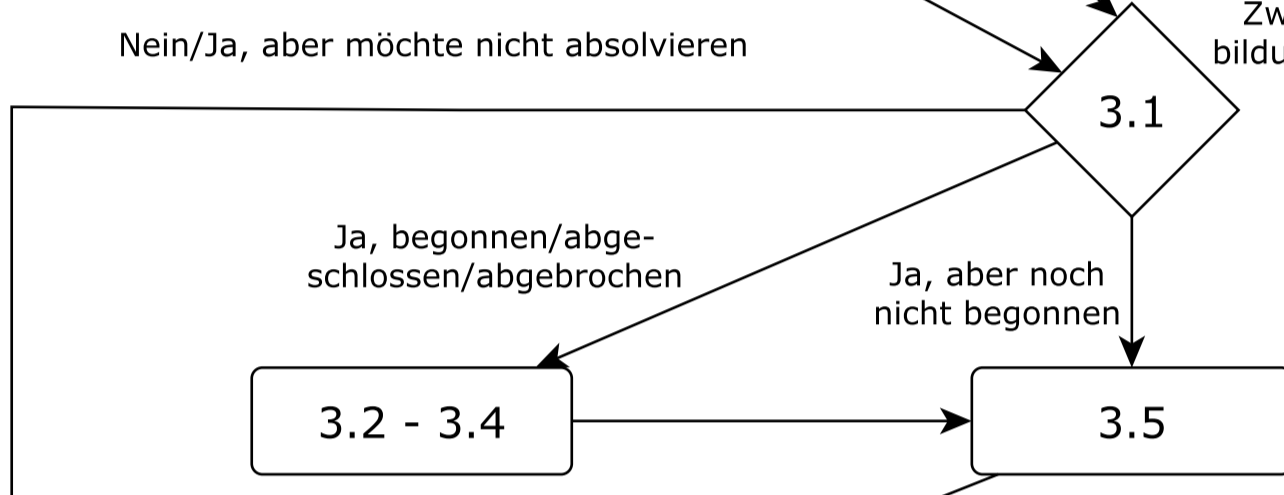 Nein/Ja, aber möchte nicht absolvieren
3.1
Ja, begonnen/abge-
schlossen/abgebrochen
Ja, aber noch
nicht begonnen
3.2 - 3.4
3.5